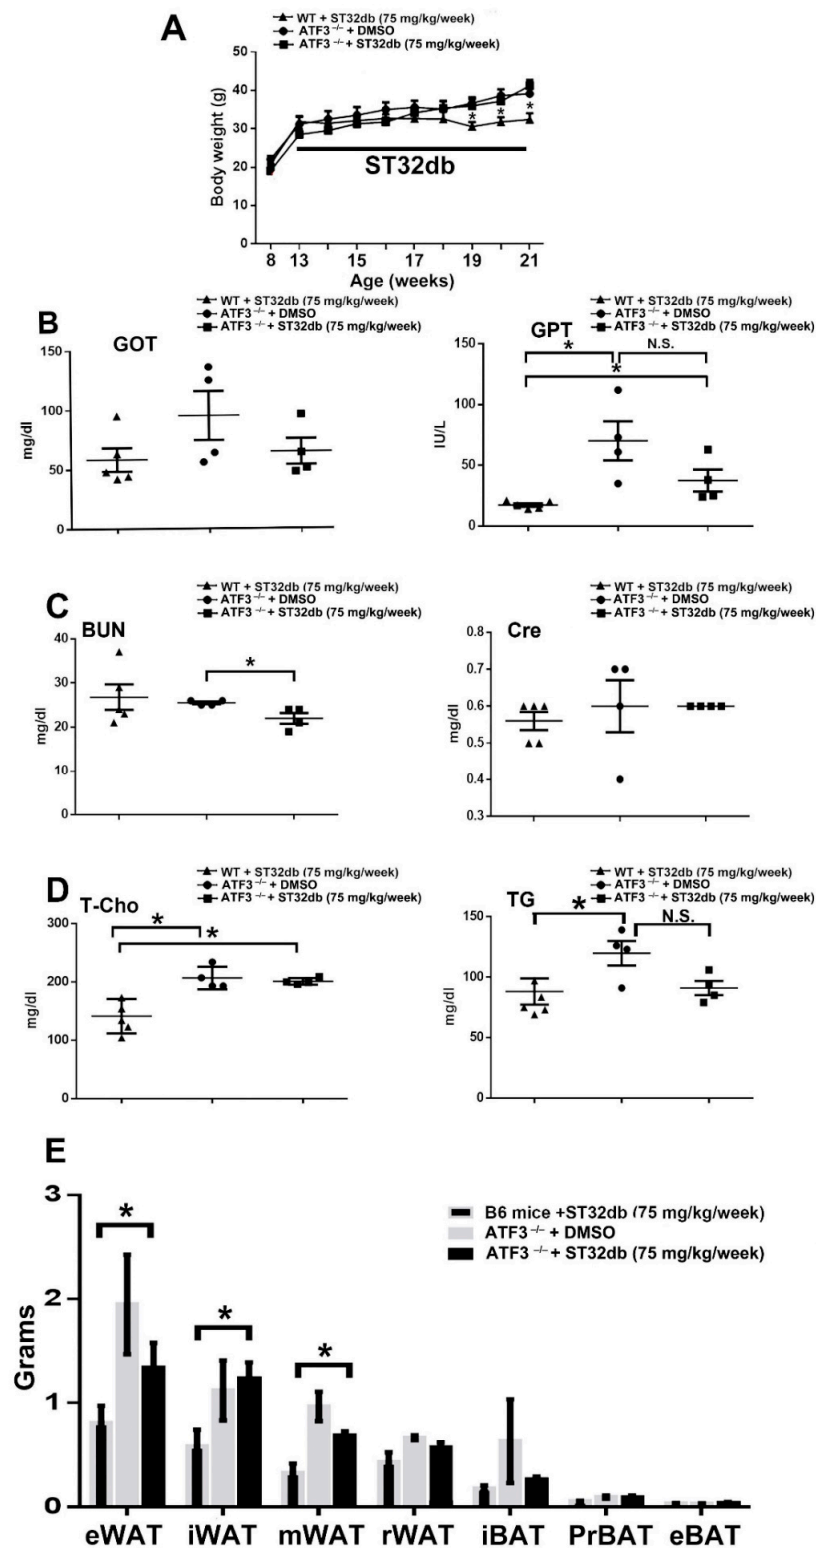 A
WT + ST32db (75 mg/kg/week)
ATF3 –/– + DMSO
ATF3 –/– + ST32db (75 mg/kg/week)
Body weight (g)
50
40
30
20
10
0
* * *
ST32db
8 13 15 17 19 21
Age (weeks)
B
WT + ST32db (75 mg/kg/week)
ATF3 –/– + DMSO
ATF3 –/– + ST32db (75 mg/kg/week)
GOT
mg/dl
150
100
50
0
WT + ST32db (75 mg/kg/week)
ATF3 –/– + DMSO
ATF3 –/– + ST32db (75 mg/kg/week)
GPT
IU/L
150
100
50
0
* N.S.
*
C
WT + ST32db (75 mg/kg/week)
ATF3 –/– + DMSO
ATF3 –/– + ST32db (75 mg/kg/week)
BUN
mg/dl
40
30
20
10
0
*
WT + ST32db (75 mg/kg/week)
ATF3 –/– + DMSO
ATF3 –/– + ST32db (75 mg/kg/week)
Cre
mg/dl
0.8
0.7
0.6
0.5
0.4
0.3
D
WT + ST32db (75 mg/kg/week)
ATF3 –/– + DMSO
ATF3 –/– + ST32db (75 mg/kg/week)
T-Cho
mg/dl
300
200
100
0
*
*
WT + ST32db (75 mg/kg/week)
ATF3 –/– + DMSO
ATF3 –/– + ST32db (75 mg/kg/week)
TG
mg/dl
150
100
50
0
* N.S.
E
B6 mice +ST32db (75 mg/kg/week)
ATF3 –/– + DMSO
ATF3 –/– + ST32db (75 mg/kg/week)
Grams
3
2
1
0
* * *
eWAT iWAT mWAT rWAT iBAT PrBAT eBAT